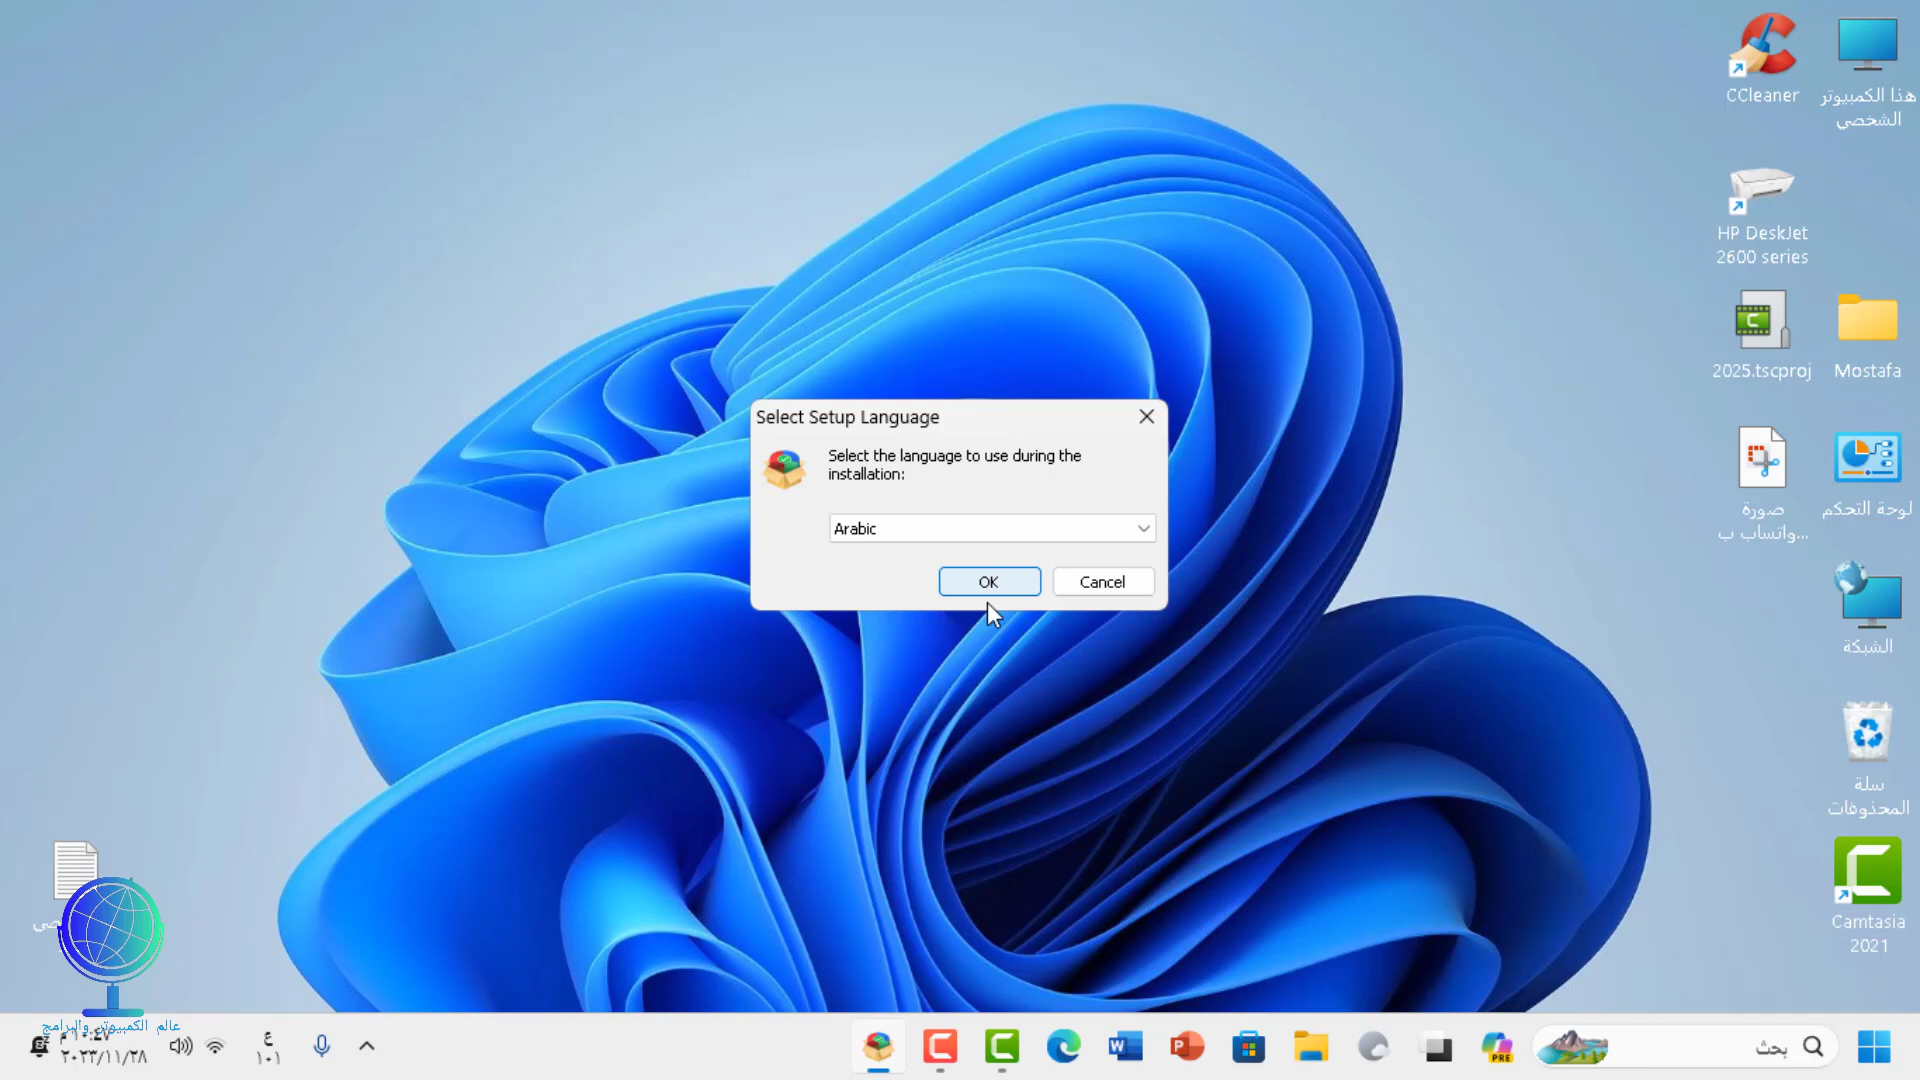 CCleaner
هذا الكمبيوتر
الشخصي
HP DeskJet
2600 series
2025.tscproj
Mostafa
صورة
واتساب ب...
لوحة التحكم
الشبكة
سلة
المحذوفات
Camtasia
2021
Select Setup Language
Select the language to use during the
installation:
Arabic
OK
Cancel
عالم الكمبيوتر والبرامج
١٠:٤٧ م
٢٠٢٣/١١/٢٨
ع
١٠١
PRE
بحث